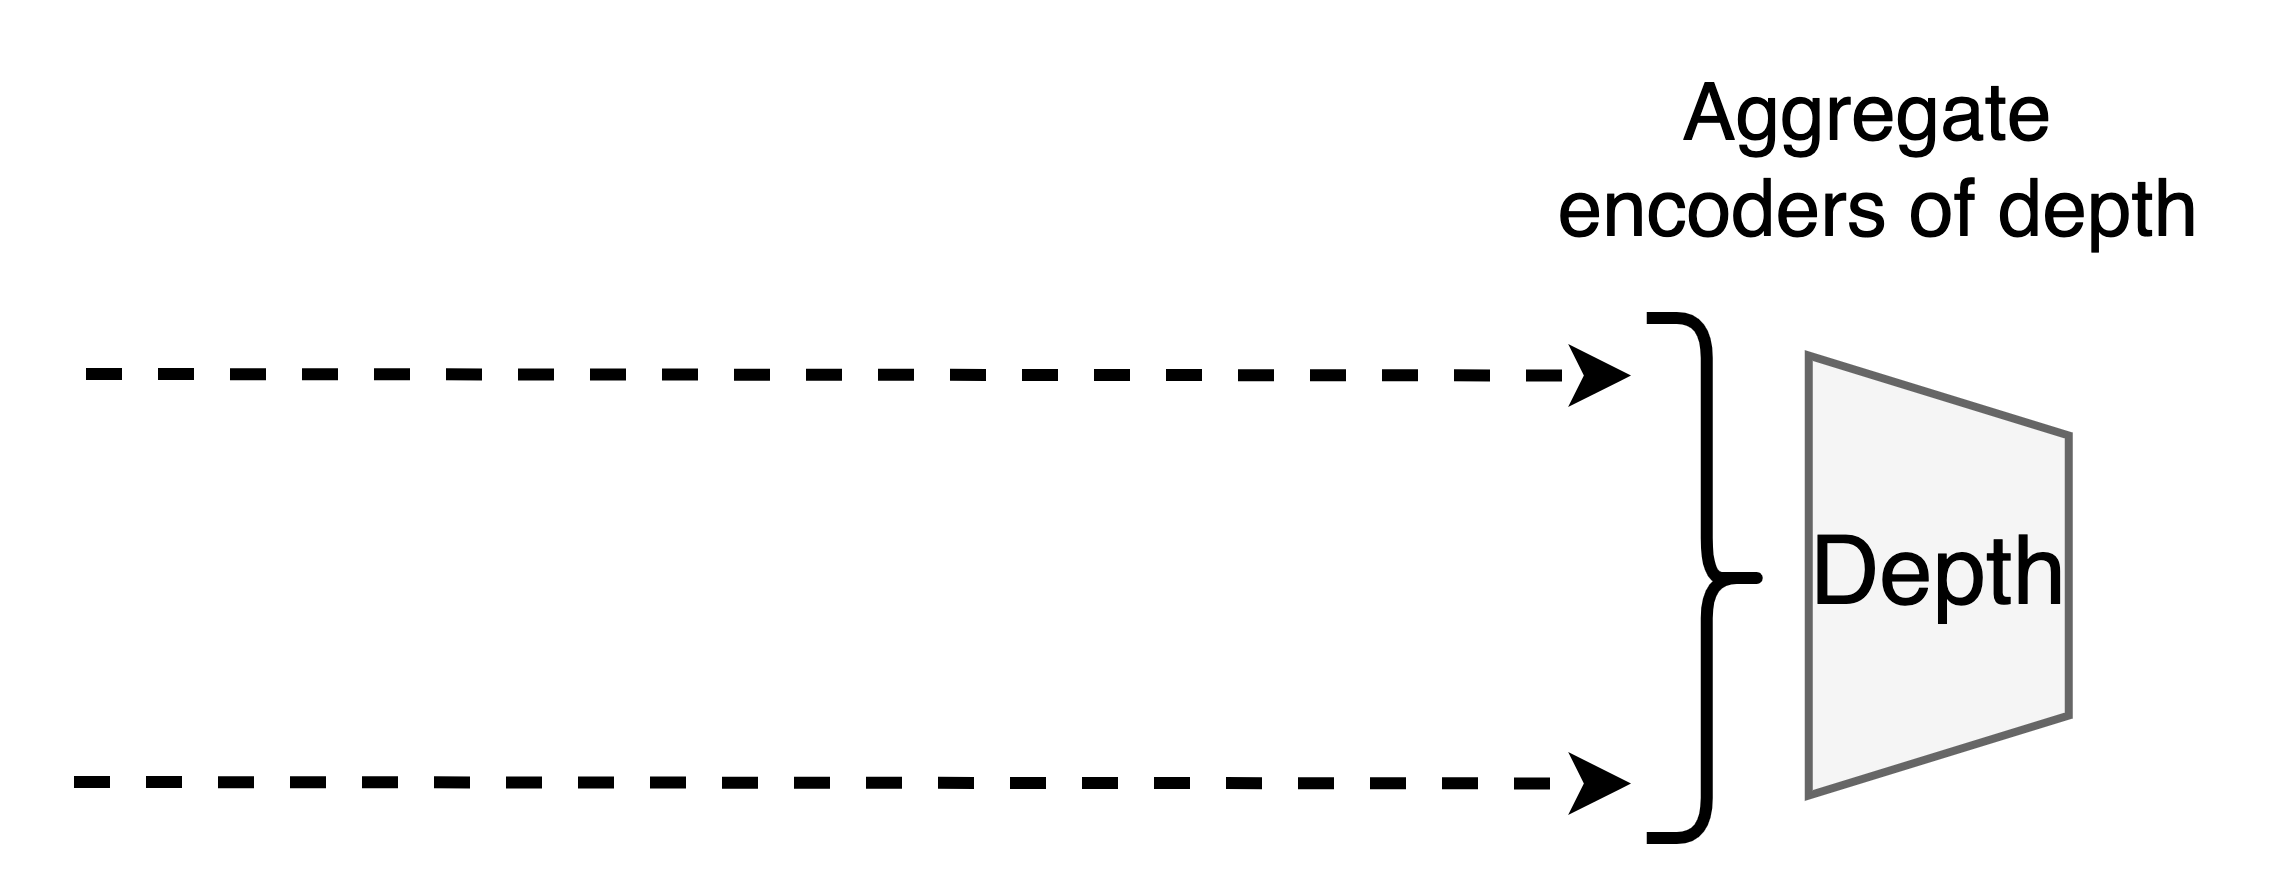 Aggregate
encoders of depth
Depth